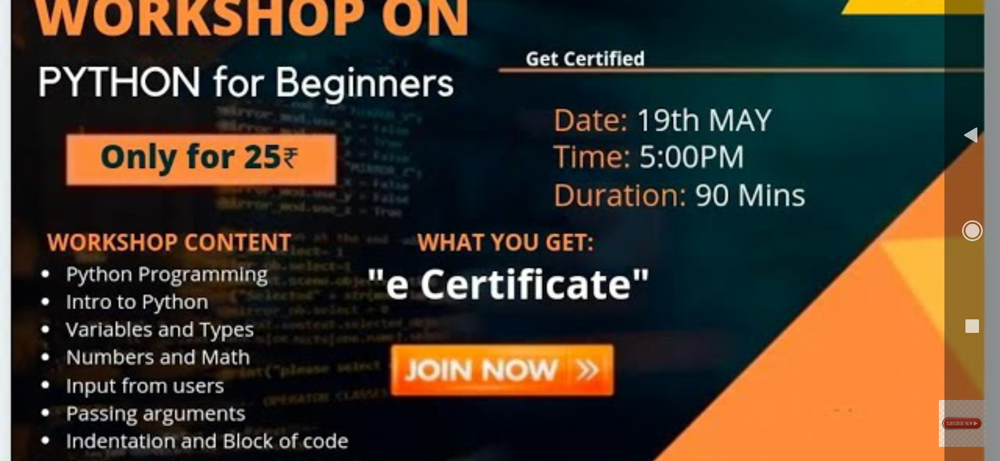 WORKSHOP ON
PYTHON for Beginners
Only for 25₹
Get Certified
Date: 19th MAY
Time: 5:00PM
Duration: 90 Mins
WORKSHOP CONTENT
• Python Programming
• Intro to Python
• Variables and Types
• Numbers and Math
• Input from users
• Passing arguments
• Indentation and Block of code
WHAT YOU GET:
"e Certificate"
JOIN NOW »
SUBSCRIBE NOW